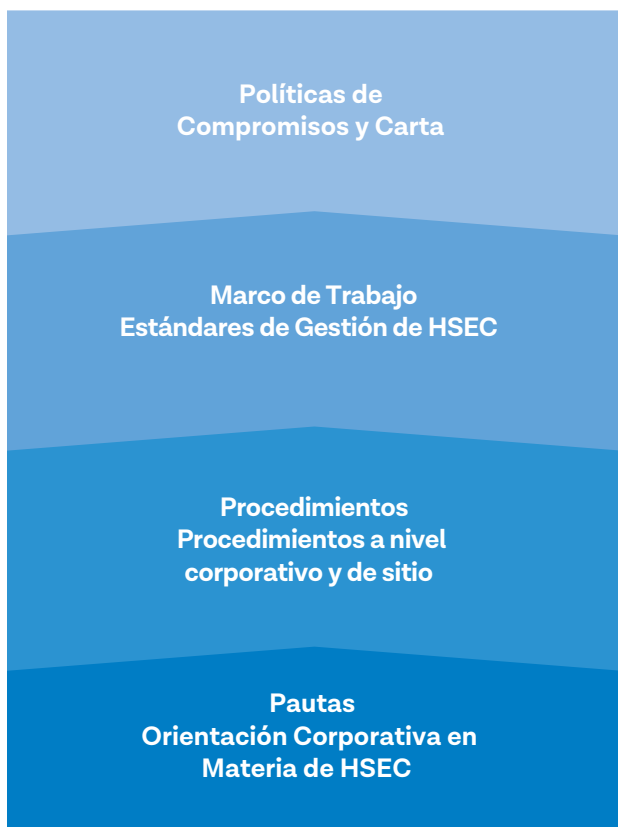 Políticas de
Compromisos y Carta
Marco de Trabajo
Estándares de Gestión de HSEC
Procedimientos
Procedimientos a nivel
corporativo y de sitio
Pautas
Orientación Corporativa en
Materia de HSEC